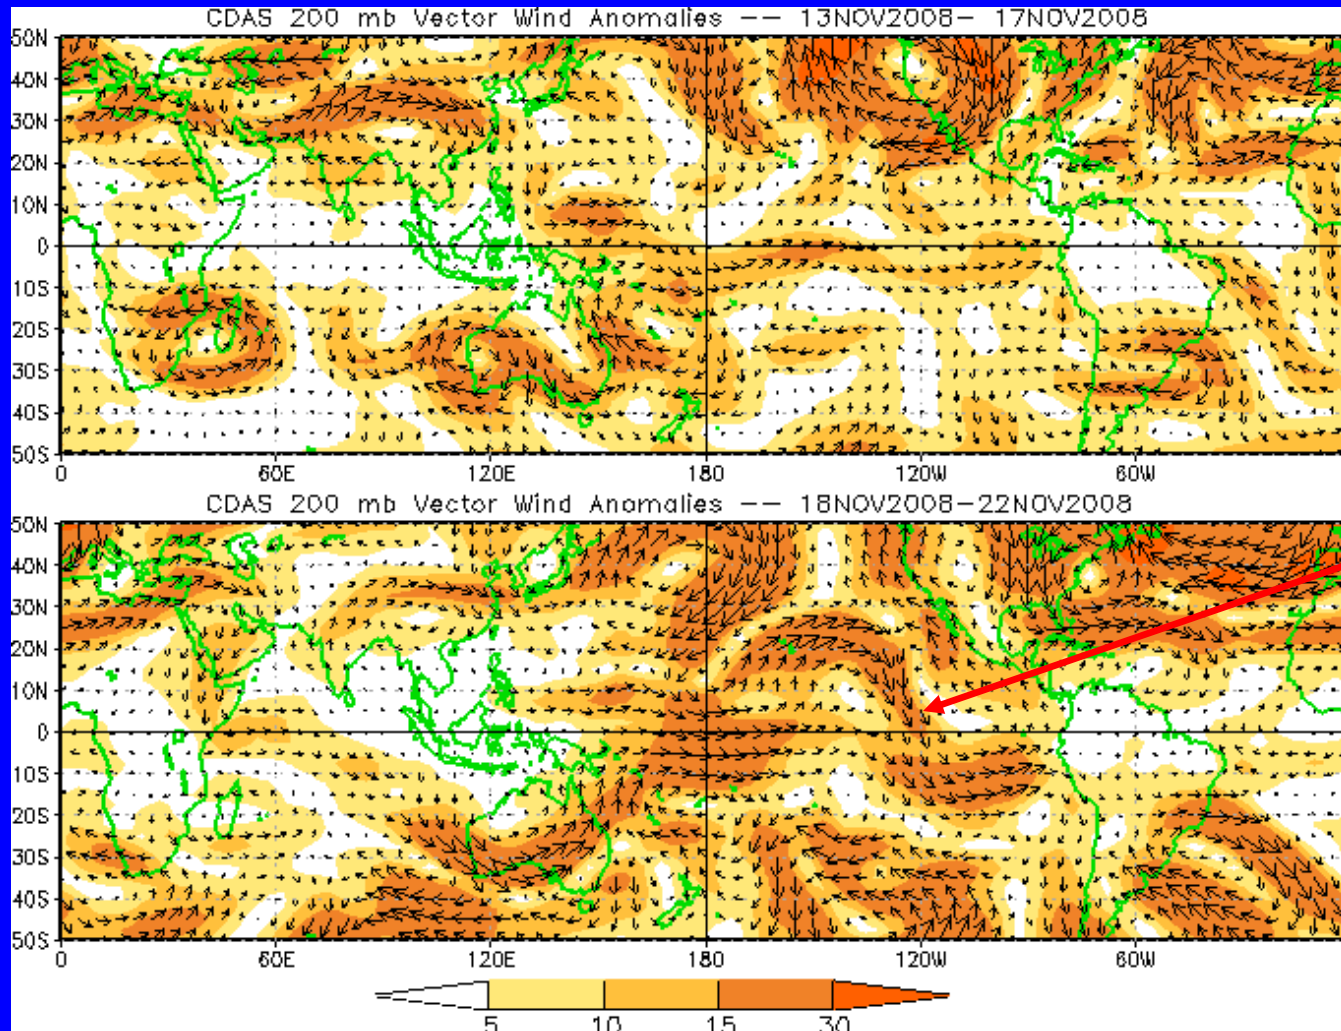 CDAS 200 mb Vector Wind Anomalies -- 13NOV2008- 17NOV2008
50N
40N
30N
20N
10N
0
10S
20S
30S
40S
50S
0 60E 120E 180 120W 60W
CDAS 200 mb Vector Wind Anomalies -- 18NOV2008-22NOV2008
50N
40N
30N
20N
10N
0
10S
20S
30S
40S
50S
0 60E 120E 180 120W 60W
5 10 15 30